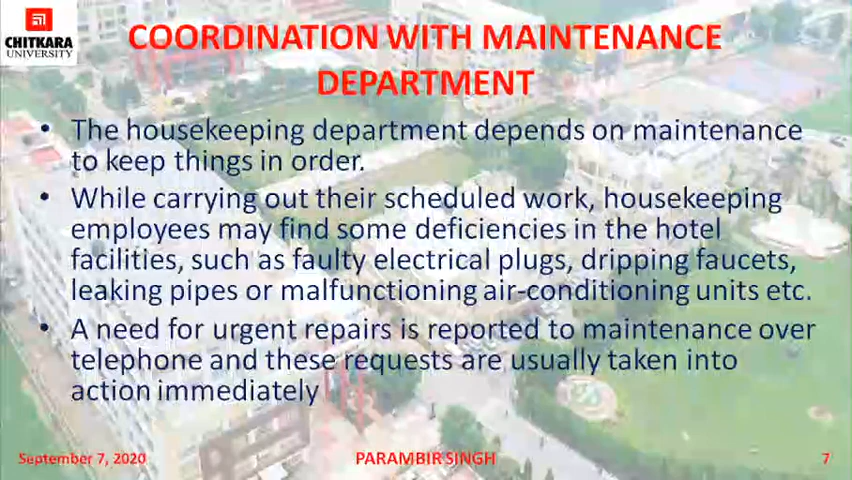 CHITKARA
UNIVERSITY
COORDINATION WITH MAINTENANCE
DEPARTMENT
• The housekeeping department depends on maintenance
to keep things in order.
• While carrying out their scheduled work, housekeeping
employees may find some deficiencies in the hotel
facilities, such as faulty electrical plugs, dripping faucets,
leaking pipes or malfunctioning air-conditioning units etc.
• A need for urgent repairs is reported to maintenance over
telephone and these requests are usually taken into
action immediately
September 7, 2020 PARAMBIR SINGH 7